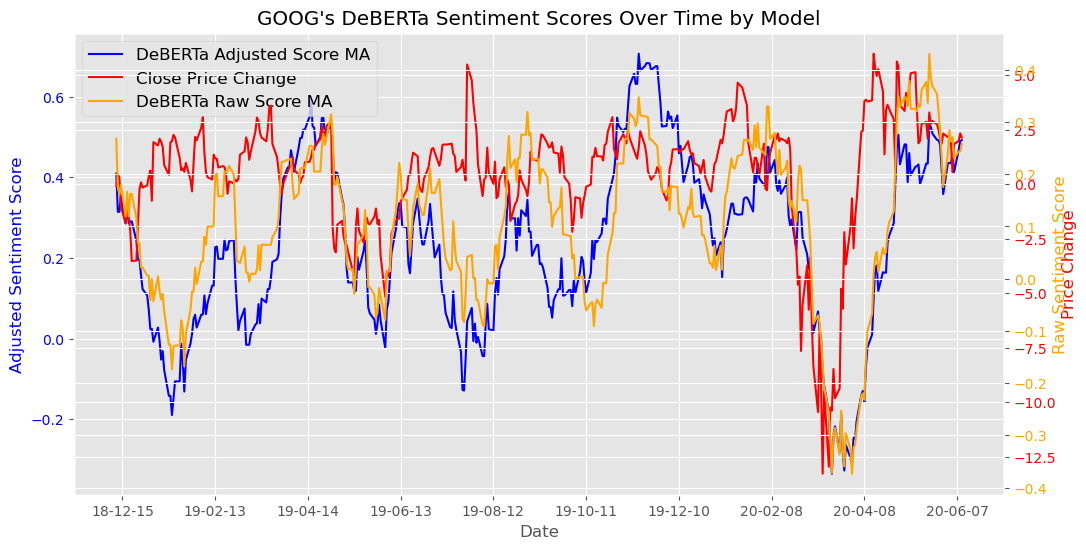 GOOG's DeBERTa Sentiment Scores Over Time by Model
DeBERTa Adjusted Score MA
Close Price Change
DeBERTa Raw Score MA
Adjusted Sentiment Score
0.6
0.4
0.2
0.0
−0.2
0.4
0.3
0.2
0.1
0.0
−0.1
−0.2
−0.3
−0.4
Raw Sentiment Score
5.0
2.5
0.0
−2.5
−5.0
−7.5
−10.0
−12.5
Price Change
18-12-15 19-02-13 19-04-14 19-06-13 19-08-12 19-10-11 19-12-10 20-02-08 20-04-08 20-06-07
Date